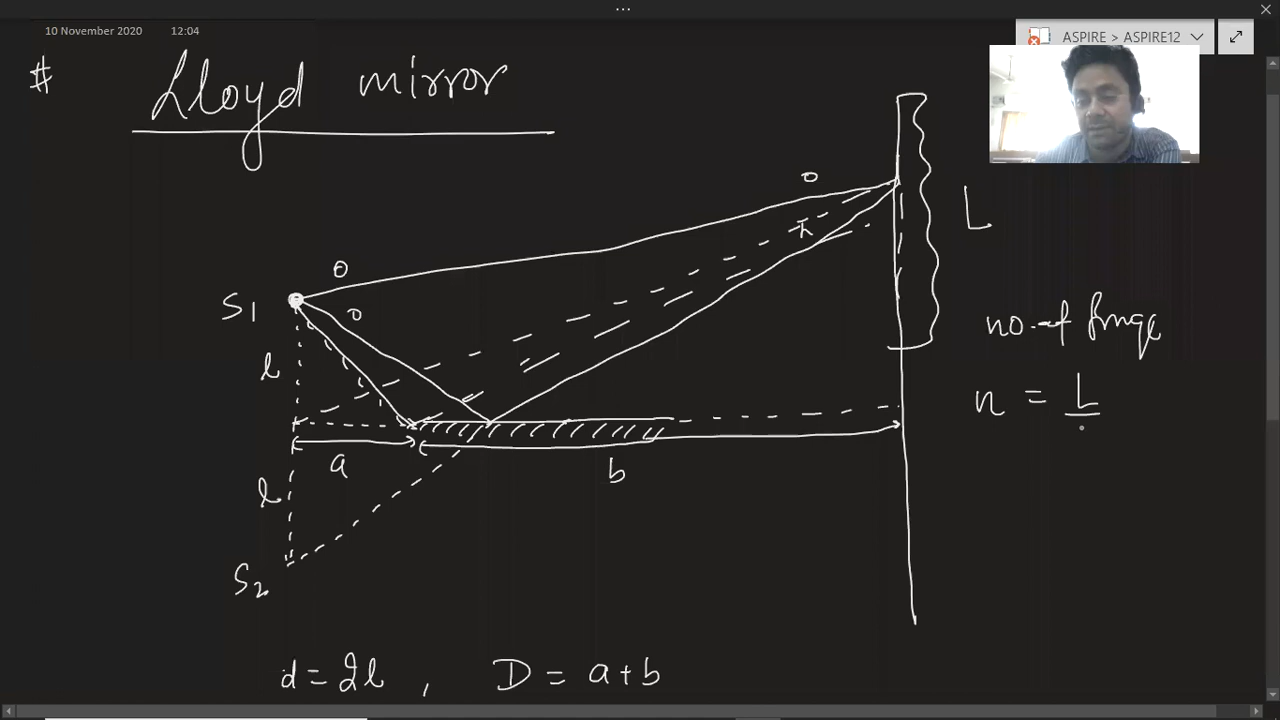 10 November 2020 12:04
ASPIRE > ASPIRE12
# Lloyd mirror
L
S1
l
a
b
l
S2
no. of fringe
n = L
d = 2l , D = a + b